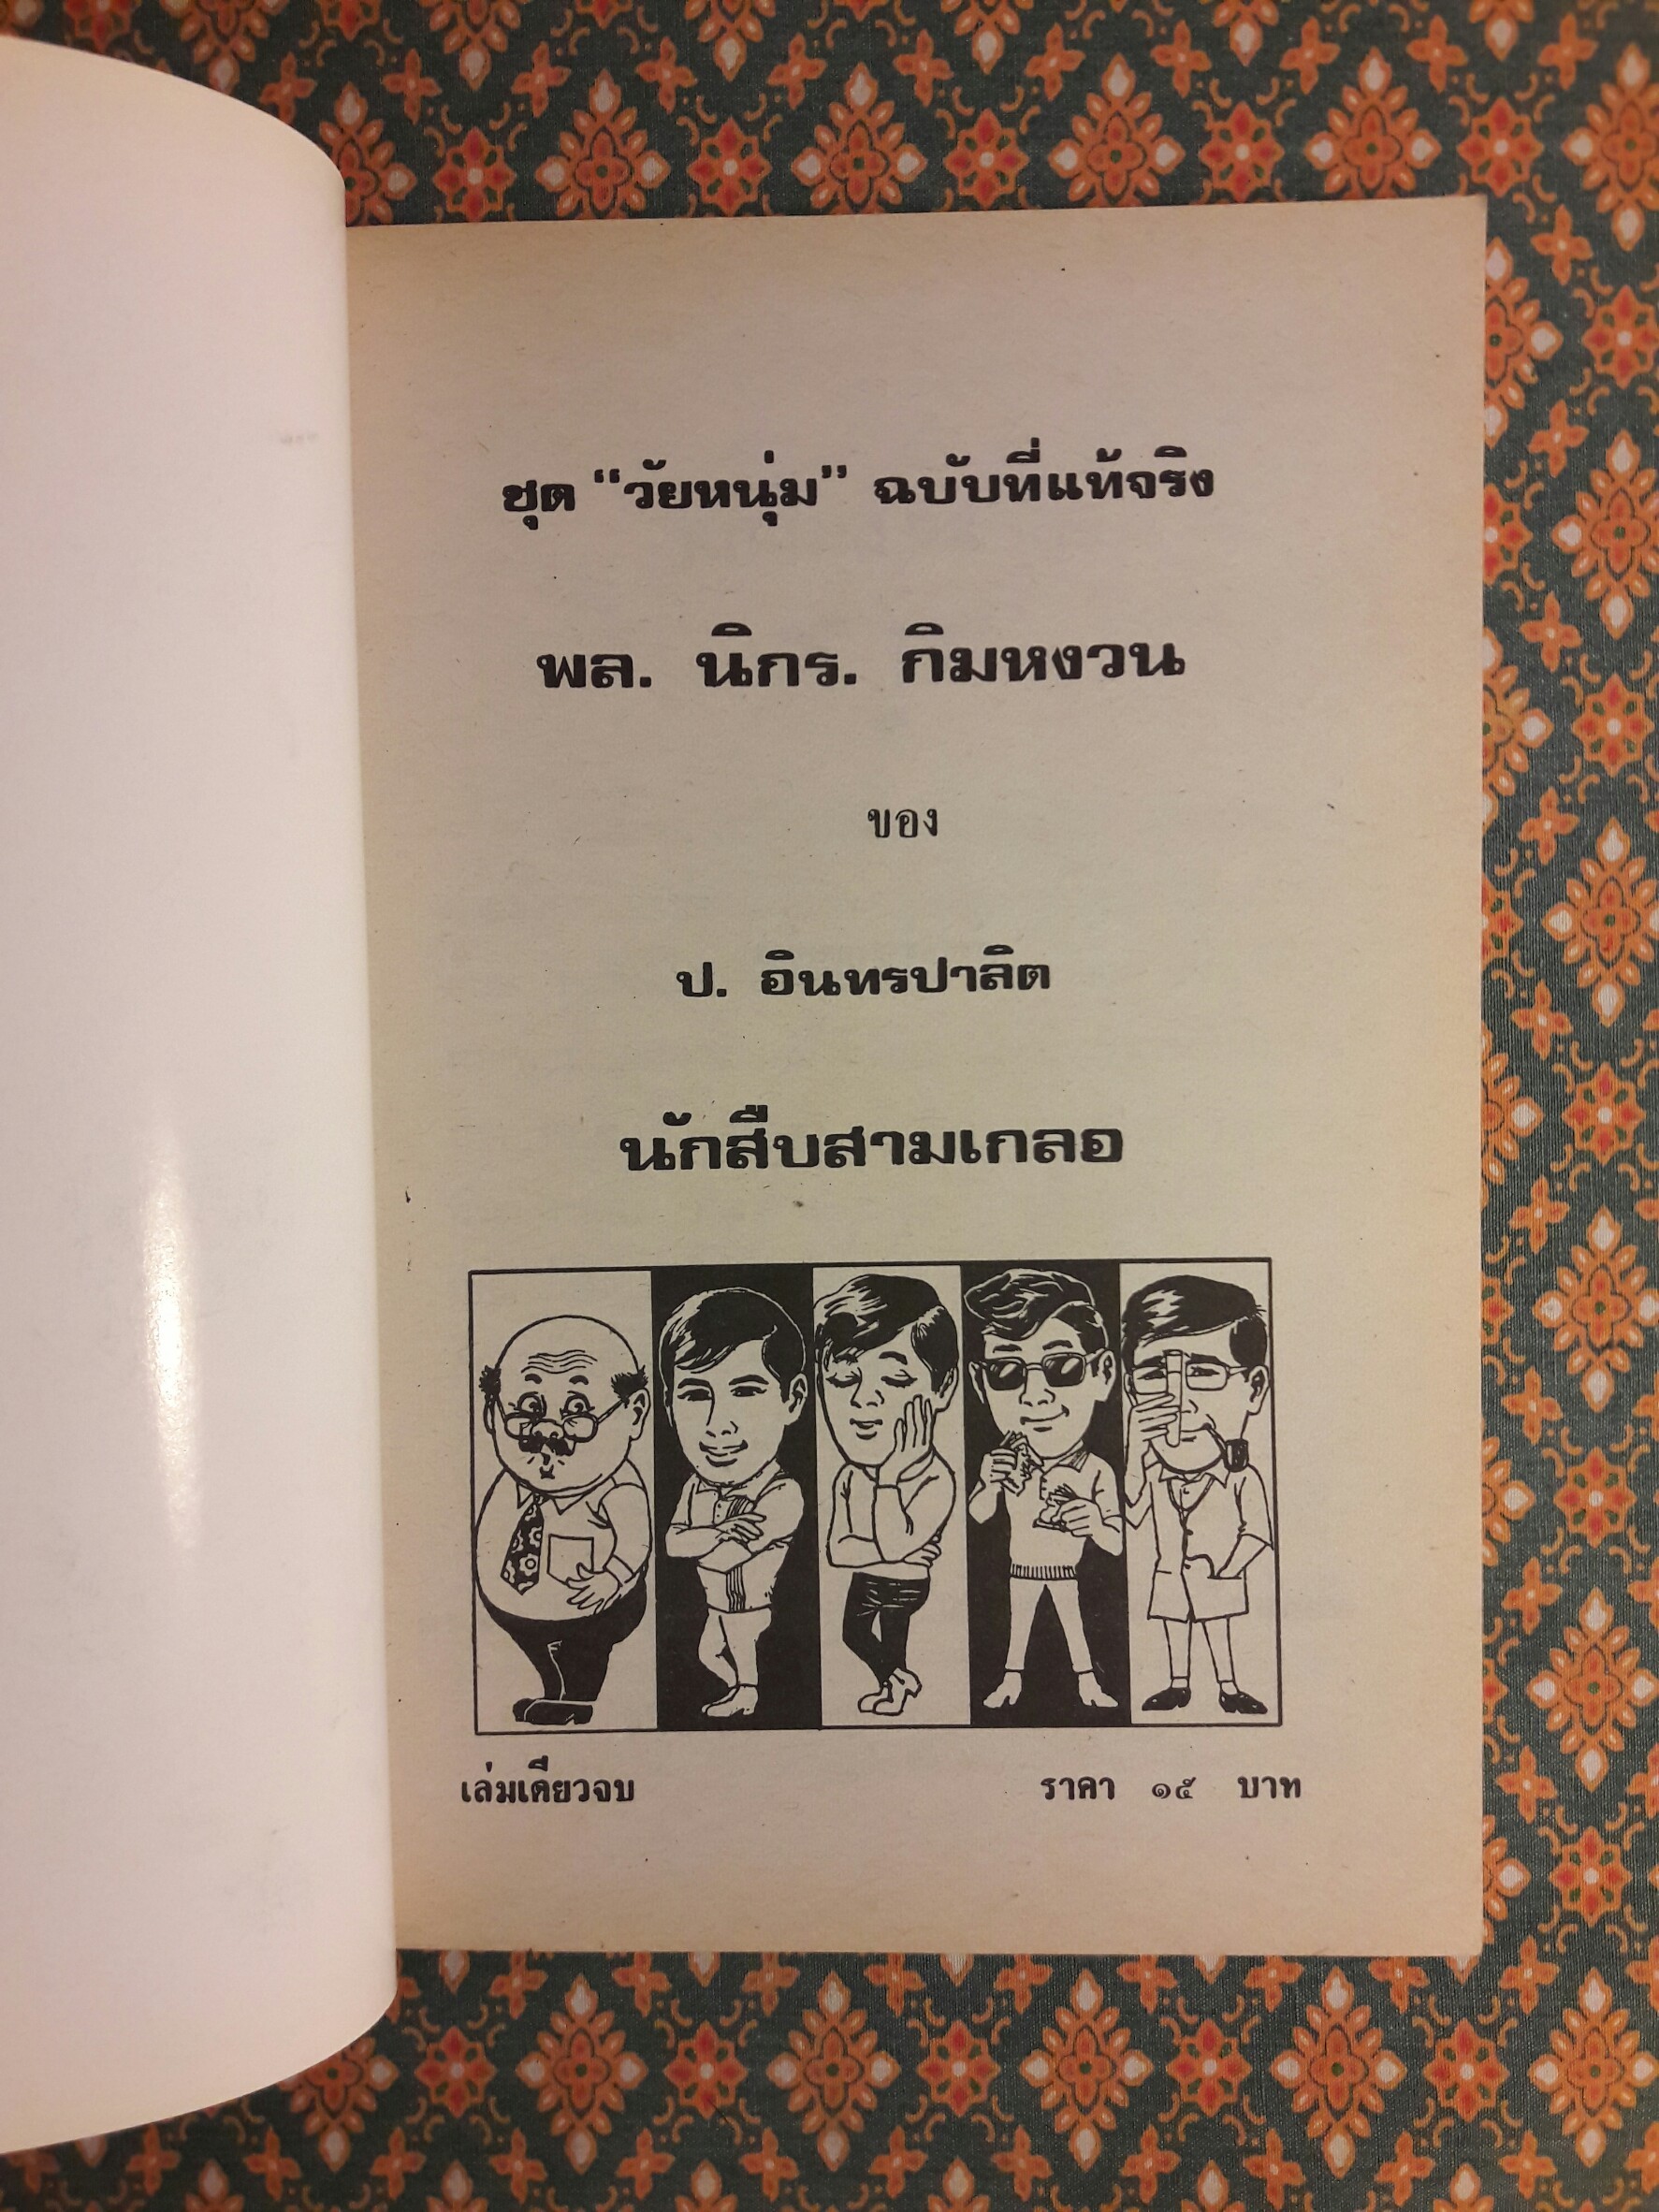 ชุด “วัยหนุ่ม” ฉบับที่แท้จริง
พล. นิกร. กิมหงวน
ของ
ป. อินทรปาลิต
นักสืบสามเกลอ
เล่มเดียวจบ ราคา ๑๕ บาท